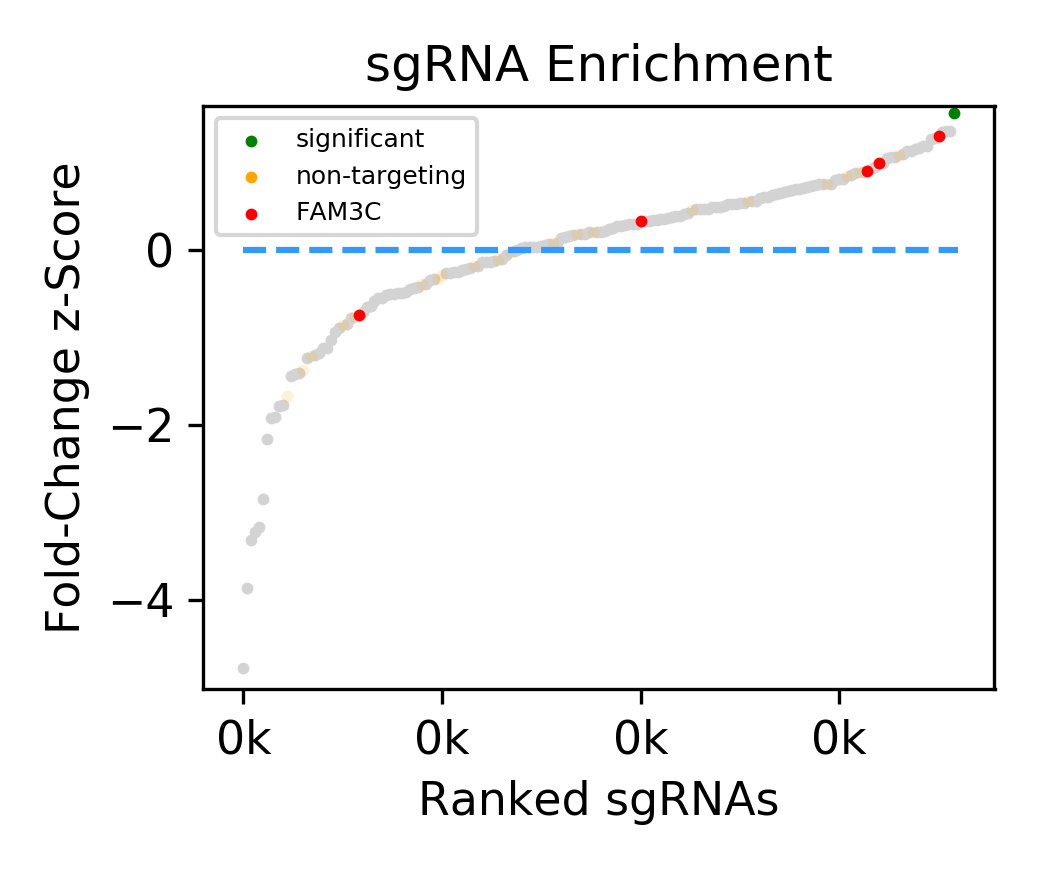 sgRNA Enrichment
significant
non-targeting
FAM3C
Fold-Change z-Score
0
−2
−4
0k 0k 0k 0k
Ranked sgRNAs